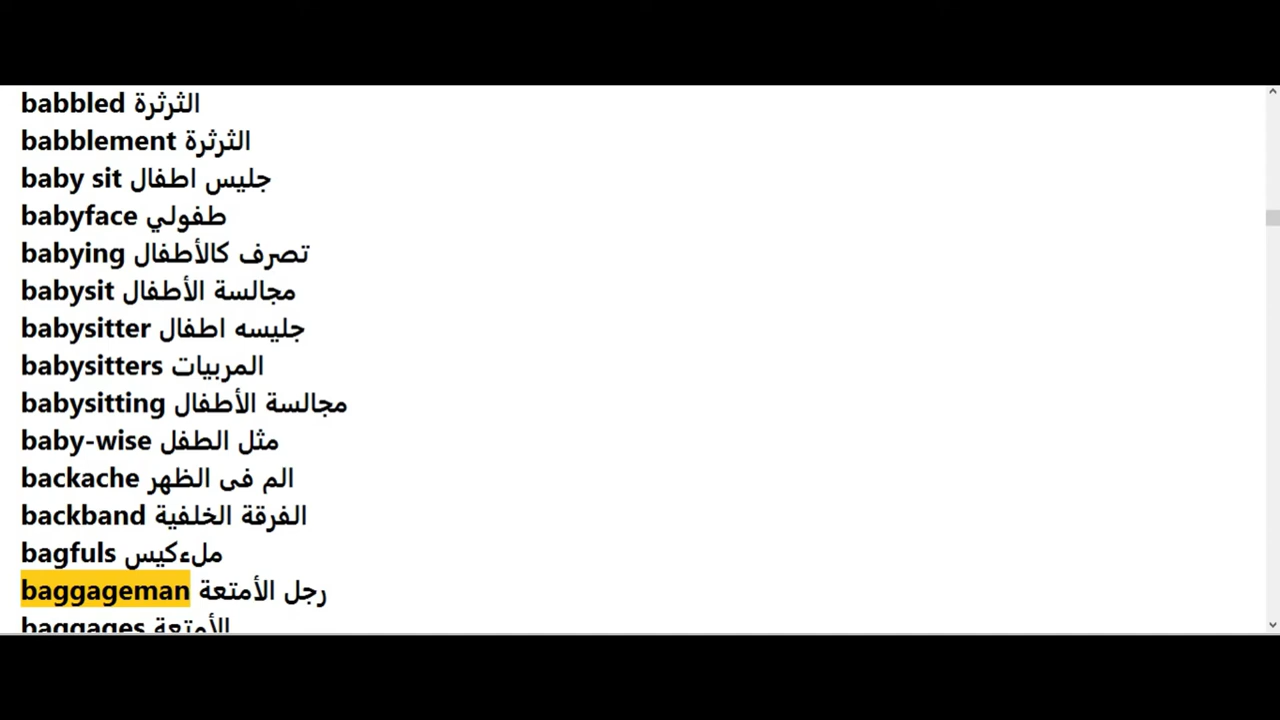 babbled الثرثرة
babblement الثرثرة
baby sit جليس اطفال
babyface طفولي
babying تصرف كالأطفال
babysit مجالسة الأطفال
babysitter جليسه اطفال
babysitters المربيات
babysitting مجالسة الأطفال
baby-wise مثل الطفل
backache الم فى الظهر
backband الفرقة الخلفية
bagfuls ملءكيس
baggageman رجل الأمتعة
baggages الأمتعة